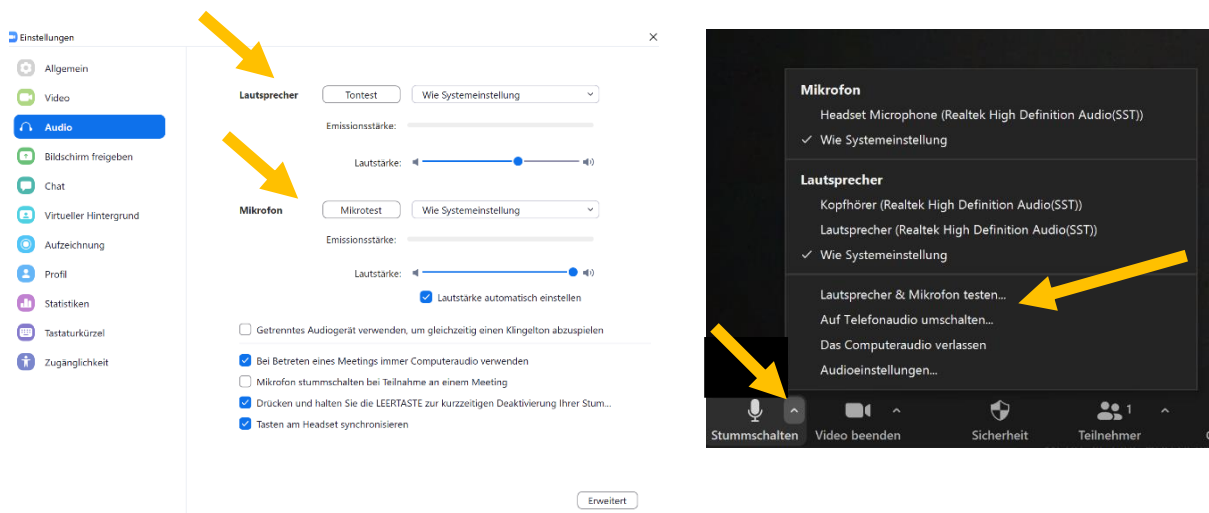 Einstellungen
Allgemein
Video
Audio
Bildschirm freigeben
Chat
Virtueller Hintergrund
Aufzeichnung
Profil
Statistiken
Tastaturkürzel
Zugänglichkeit
Lautsprecher Tontest Wie Systemeinstellung
Emissionsstärke:
Lautstärke:
Mikrofon Mikrotest Wie Systemeinstellung
Emissionsstärke:
Lautstärke:
Lautstärke automatisch einstellen
Getrenntes Audiogerät verwenden, um gleichzeitig einen Klingelton abzuspielen
Bei Betreten eines Meetings immer Computeraudio verwenden
Mikrofon stummschalten bei Teilnahme an einem Meeting
Drücken und halten Sie die LEERTASTE zur kurzzeitigen Deaktivierung Ihrer Stum...
Tasten am Headset synchronisieren
Erweitert
Mikrofon
Headset Microphone (Realtek High Definition Audio(SST))
Wie Systemeinstellung
Lautsprecher
Kopfhörer (Realtek High Definition Audio(SST))
Lautsprecher (Realtek High Definition Audio(SST))
Wie Systemeinstellung
Lautsprecher & Mikrofon testen...
Auf Telefonaudio umschalten...
Das Computeraudio verlassen
Audioeinstellungen...
1
Stummschalten Video beenden Sicherheit Teilnehmer